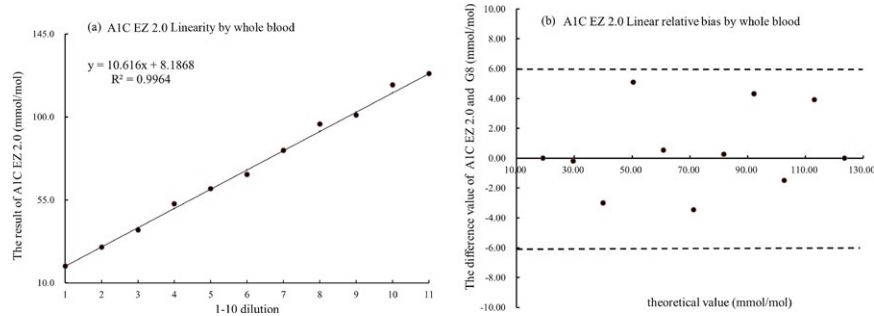 (a) A1C EZ 2.0 Linearity by whole blood
y = 10.616x + 8.1868
R² = 0.9964
The result of A1C EZ 2.0 (mmol/mol)
145.0
100.0
55.0
10.0
1 2 3 4 5 6 7 8 9 10 11
1-10 dilution
(b) A1C EZ 2.0 Linear relative bias by whole blood
The difference value of A1C EZ 2.0 and G8 (mmol/mol)
10.00
8.00
6.00
4.00
2.00
0.00
-2.00
-4.00
-6.00
-8.00
-10.00
10.00 30.00 50.00 70.00 90.00 110.00 130.00
theoretical value (mmol/mol)